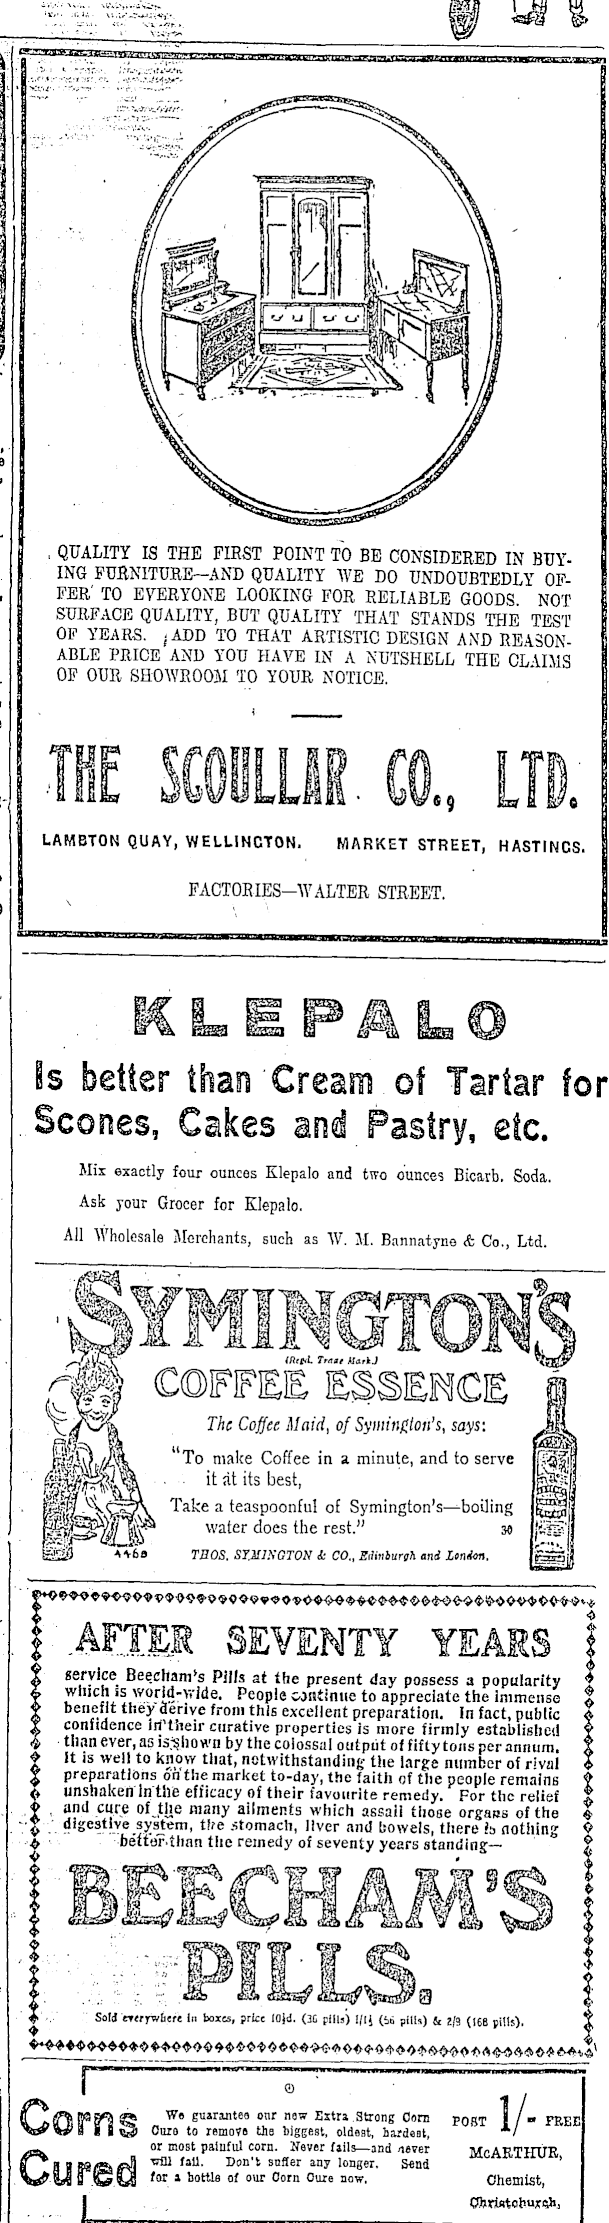 QUALITY IS THE FIRST POINT TO BE CONSIDERED IN BUY-
ING FURNITURE—AND QUALITY WE DO UNDOUBTEDLY OF-
FER TO EVERYONE LOOKING FOR RELIABLE GOODS. NOT
SURFACE QUALITY, BUT QUALITY THAT STANDS THE TEST
OF YEARS. ADD TO THAT ARTISTIC DESIGN AND REASON-
ABLE PRICE AND YOU HAVE IN A NUTSHELL THE CLAIMS
OF OUR SHOWROOM TO YOUR NOTICE.
THE SCOULLAR CO., LTD.
LAMBTON QUAY, WELLINGTON. MARKET STREET, HASTINGS.
FACTORIES—WALTER STREET.
KLEPALO
Is better than Cream of Tartar for
Scones, Cakes and Pastry, etc.
Mix exactly four ounces Klepalo and two ounces Bicarb. Soda.
Ask your Grocer for Klepalo.
All Wholesale Merchants, such as W. M. Bannatyne & Co., Ltd.
SYMINGTON'S
(Regd. Trade Mark.)
COFFEE ESSENCE
The Coffee Maid, of Symington's, says:
"To make Coffee in a minute, and to serve
it at its best,
Take a teaspoonful of Symington's—boiling
water does the rest." 30
4468
THOS. SYMINGTON & CO., Edinburgh and London.
AFTER SEVENTY YEARS
service Beecham's Pills at the present day possess a popularity
which is world-wide. People continue to appreciate the immense
benefit they derive from this excellent preparation. In fact, public
confidence in their curative properties is more firmly established
than ever, as is shown by the colossal output of fifty tons per annum.
It is well to know that, notwithstanding the large number of rival
preparations on the market to-day, the faith of the people remains
unshaken in the efficacy of their favourite remedy. For the relief
and cure of the many ailments which assail those organs of the
digestive system, the stomach, liver and bowels, there is nothing
better than the remedy of seventy years standing—
BEECHAM'S
PILLS.
Sold everywhere in boxes, price 10½d. (36 pills) 1/1½ (56 pills) & 2/9 (168 pills).
Corns
Cured
We guarantee our new Extra Strong Corn
Cure to remove the biggest, oldest, hardest,
or most painful corn. Never fails—and never
will fail. Don't suffer any longer. Send
for a bottle of our Corn Cure now.
POST 1/- FREE
McARTHUR,
Chemist,
Christchurch,